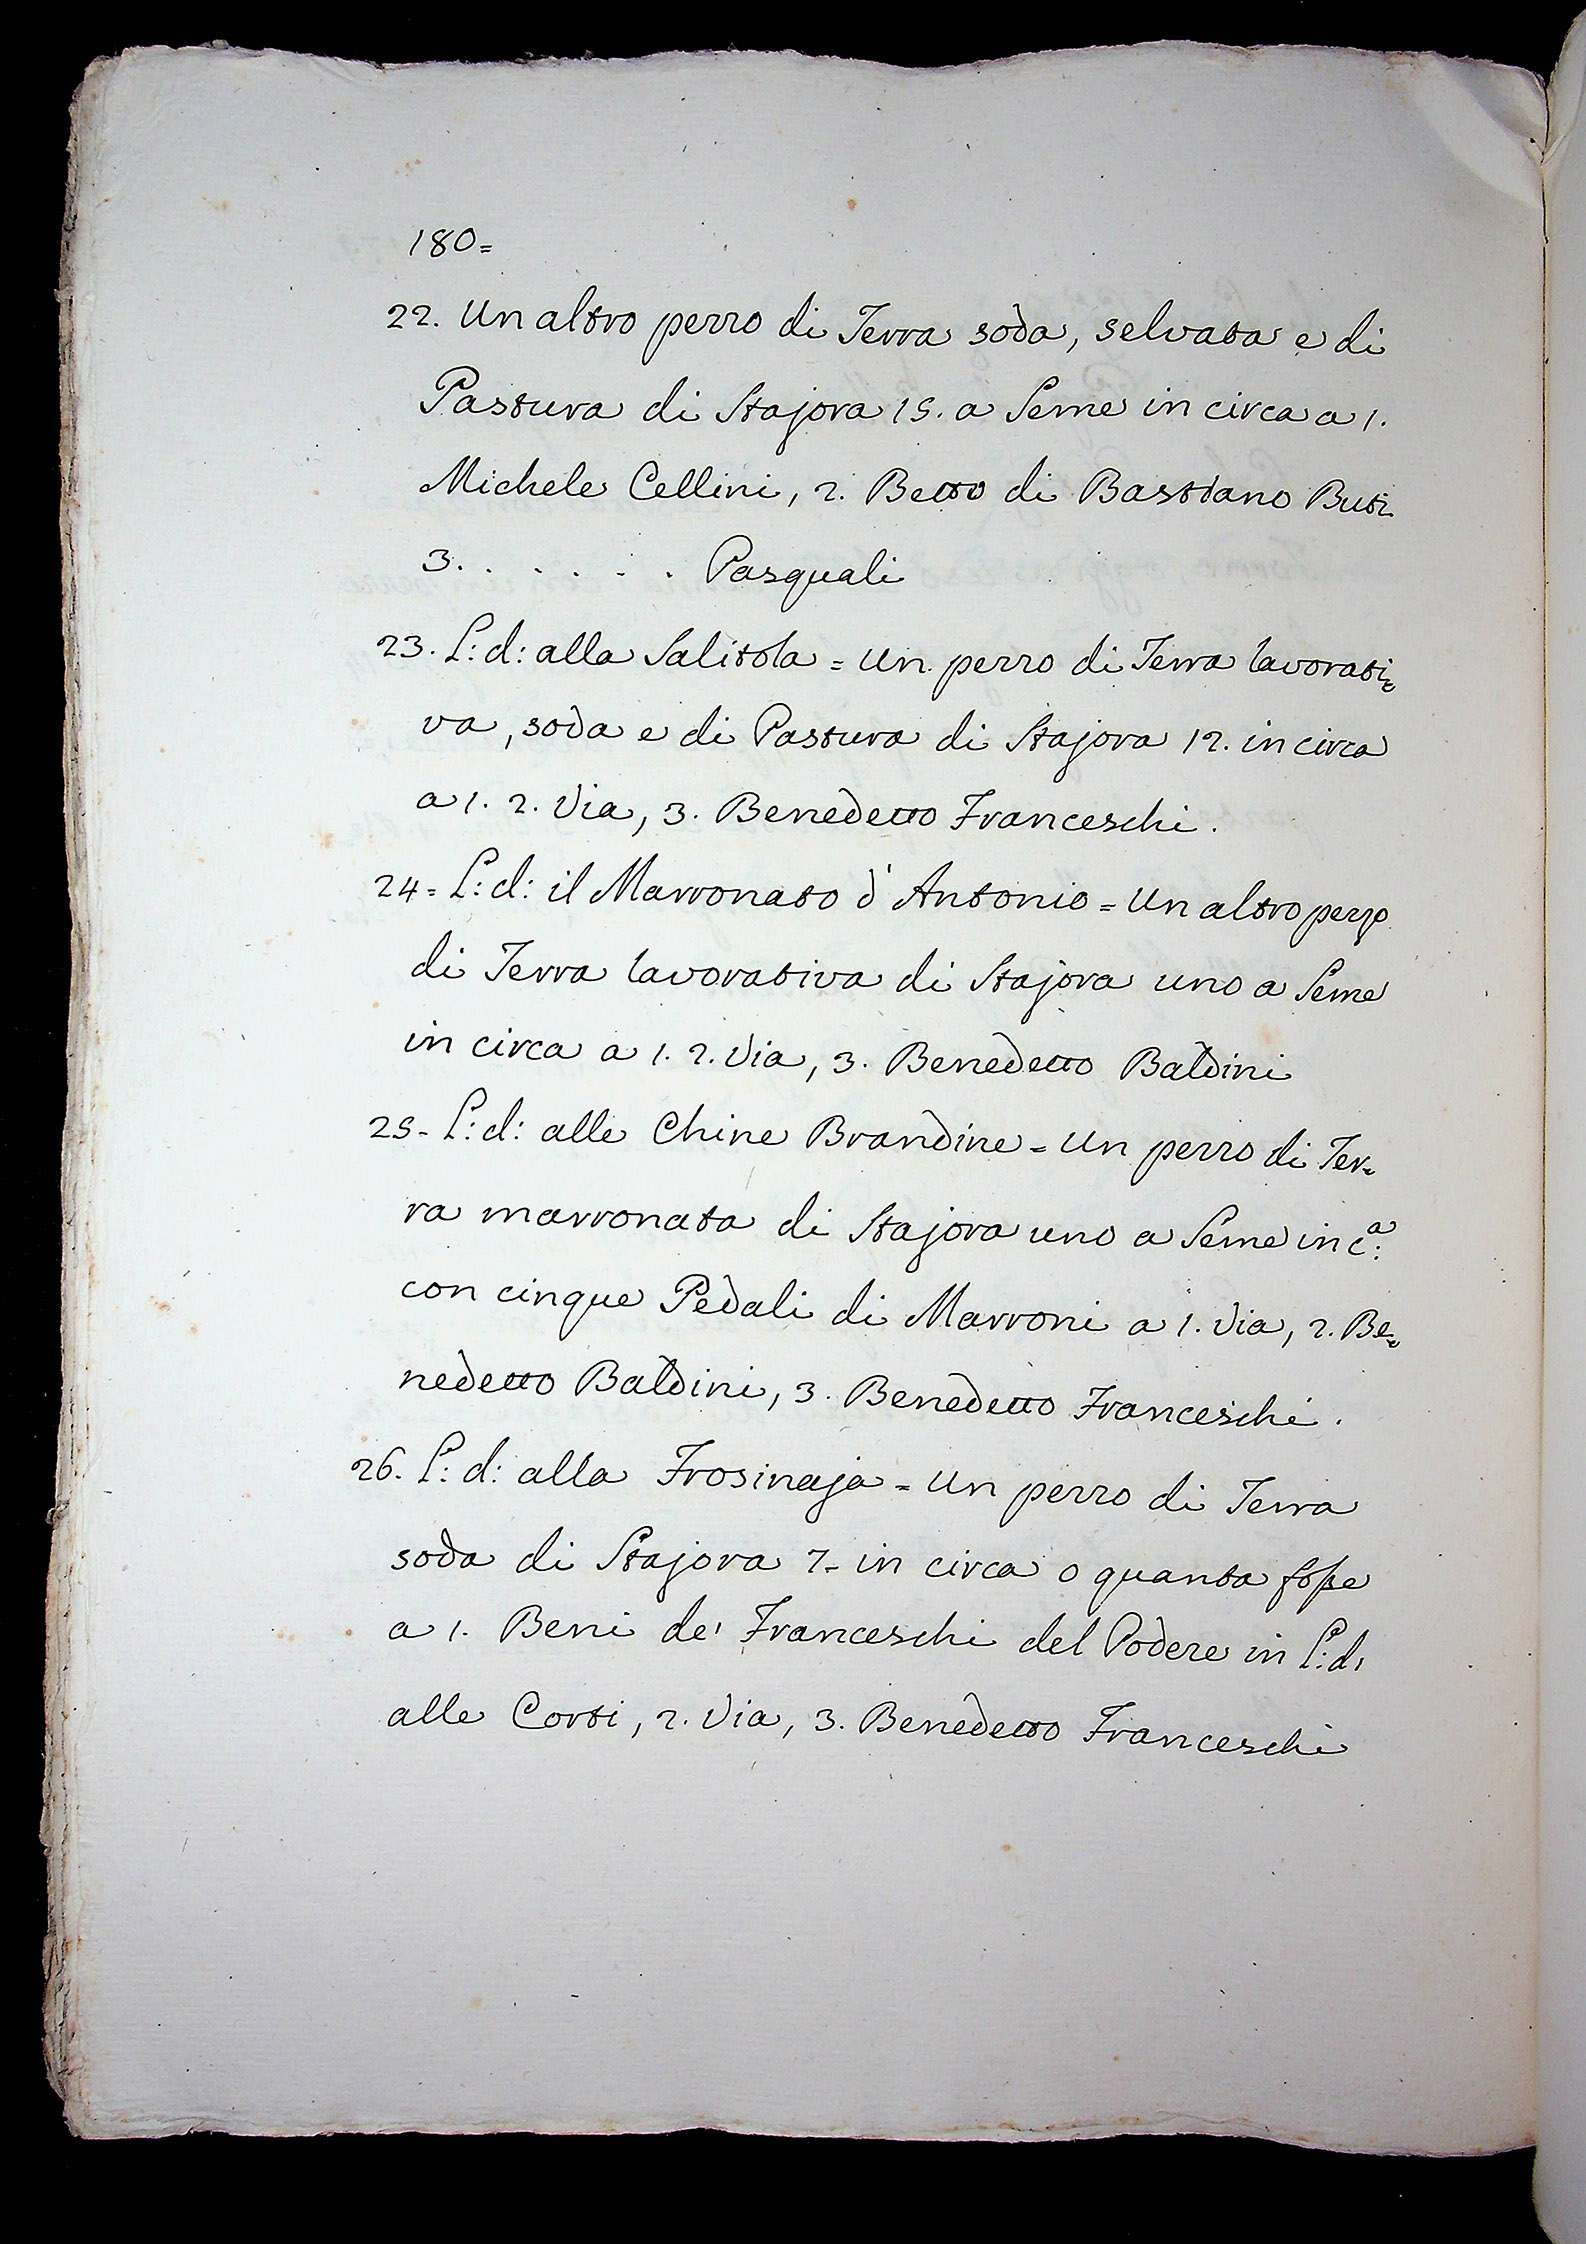 180=
22. Un altro pezzo di Terra soda, selvata e di
Pastura di Stajora 15. a Seme in circa a 1.
Michele Cellini, 2. Betto di Bastiano Buti
3. . . . . . . Pasquali
23. L: d: alla Salitola = Un pezzo di Terra lavorati=
va, soda e di Pastura di Stajora 12. in circa
a 1. 2. Via, 3. Benedetto Franceschi.
24= L: d: il Marronato d'Antonio = Un altro pezzo
di Terra lavorativa di Stajora uno a Seme
in circa a 1. 2. Via, 3. Benedetto Baldini
25- L: d: alle Chine Brandine = Un pezzo di Ter=
ra marronata di Stajora uno a Seme in cª:
con cinque Pedali di Marroni a 1. Via, 2. Be=
nedetto Baldini, 3. Benedetto Franceschi.
26. L: d: alla Frosinaja = Un pezzo di Terra
soda di Stajora 7- in circa o quanta fosse
a 1. Beni de' Franceschi del Podere in L: d:
alle Corti, 2. Via, 3. Benedetto Franceschi